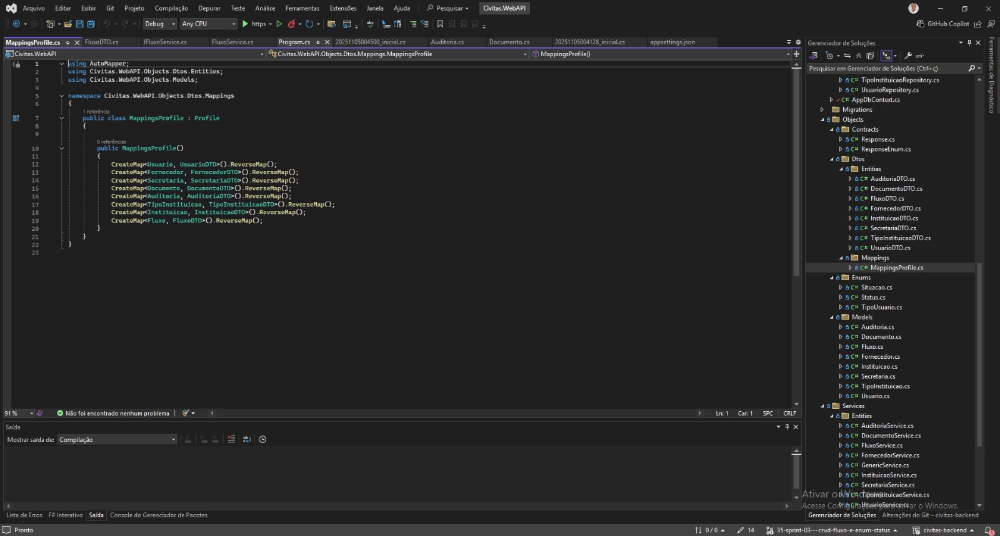 Arquivo Editar Exibir Git Projeto Compilação Depurar Teste Análise Ferramentas Extensões Janela Ajuda Pesquisar Civitas.WebAPI
Debug Any CPU https GitHub Copilot
MappingsProfile.cs FluxoDTO.cs IFluxoService.cs FluxoService.cs Program.cs 20251105004500_inicial.cs Auditoria.cs Documento.cs 20251105004128_inicial.cs appsettings.json
Civitas.WebAPI Civitas.WebAPI.Objects.Dtos.Mappings.MappingsProfile MappingsProfile()
1 using AutoMapper;
2 using Civitas.WebAPI.Objects.Dtos.Entities;
3 using Civitas.WebAPI.Objects.Models;
4
5 namespace Civitas.WebAPI.Objects.Dtos.Mappings
6 {
1 referência
7 public class MappingsProfile : Profile
8 {
9
0 referências
10 public MappingsProfile()
11 {
12 CreateMap<Usuario, UsuarioDTO>().ReverseMap();
13 CreateMap<Fornecedor, FornecedorDTO>().ReverseMap();
14 CreateMap<Secretaria, SecretariaDTO>().ReverseMap();
15 CreateMap<Documento, DocumentoDTO>().ReverseMap();
16 CreateMap<Auditoria, AuditoriaDTO>().ReverseMap();
17 CreateMap<TipoInstituicao, TipoInstituicaoDTO>().ReverseMap();
18 CreateMap<Instituicao, InstituicaoDTO>().ReverseMap();
19 CreateMap<Fluxo, FluxoDTO>().ReverseMap();
20 }
21 }
22 }
23
91 % Não foi encontrado nenhum problema Ln: 1 Car: 1 SPC CRLF
Saída
Mostrar saída de: Compilação
Lista de Erros F# Interativo Saída Console do Gerenciador de Pacotes
Gerenciador de Soluções
Pesquisar em Gerenciador de Soluções (Ctrl+ç)
C# TipoInstituicaoRepository.cs
C# UsuarioRepository.cs
C# AppDbContext.cs
Migrations
Objects
Contracts
C# Response.cs
C# ResponseEnum.cs
Dtos
Entities
C# AuditoriaDTO.cs
C# DocumentoDTO.cs
C# FluxoDTO.cs
C# FornecedorDTO.cs
C# InstituicaoDTO.cs
C# SecretariaDTO.cs
C# TipoInstituicaoDTO.cs
C# UsuarioDTO.cs
Mappings
C# MappingsProfile.cs
Enums
C# Situacao.cs
C# Status.cs
C# TipoUsuario.cs
Models
C# Auditoria.cs
C# Documento.cs
C# Fluxo.cs
C# Fornecedor.cs
C# Instituicao.cs
C# Secretaria.cs
C# TipoInstituicao.cs
C# Usuario.cs
Services
Entities
C# AuditoriaService.cs
C# DocumentoService.cs
C# FluxoService.cs
C# FornecedorService.cs
C# GenericService.cs
C# InstituicaoService.cs
C# SecretariaService.cs
C# TipoInstituicaoService.cs
C# UsuarioService.cs
Ativar o Windows
Acesse Configurações para ativar o Windows.
Gerenciador de Soluções Alterações do Git – civitas-backend
Ferramentas de Diagnóstico
Pronto 0 / 0 14 35-sprint-03---crud-fluxo-e-enum-status civitas-backend 1